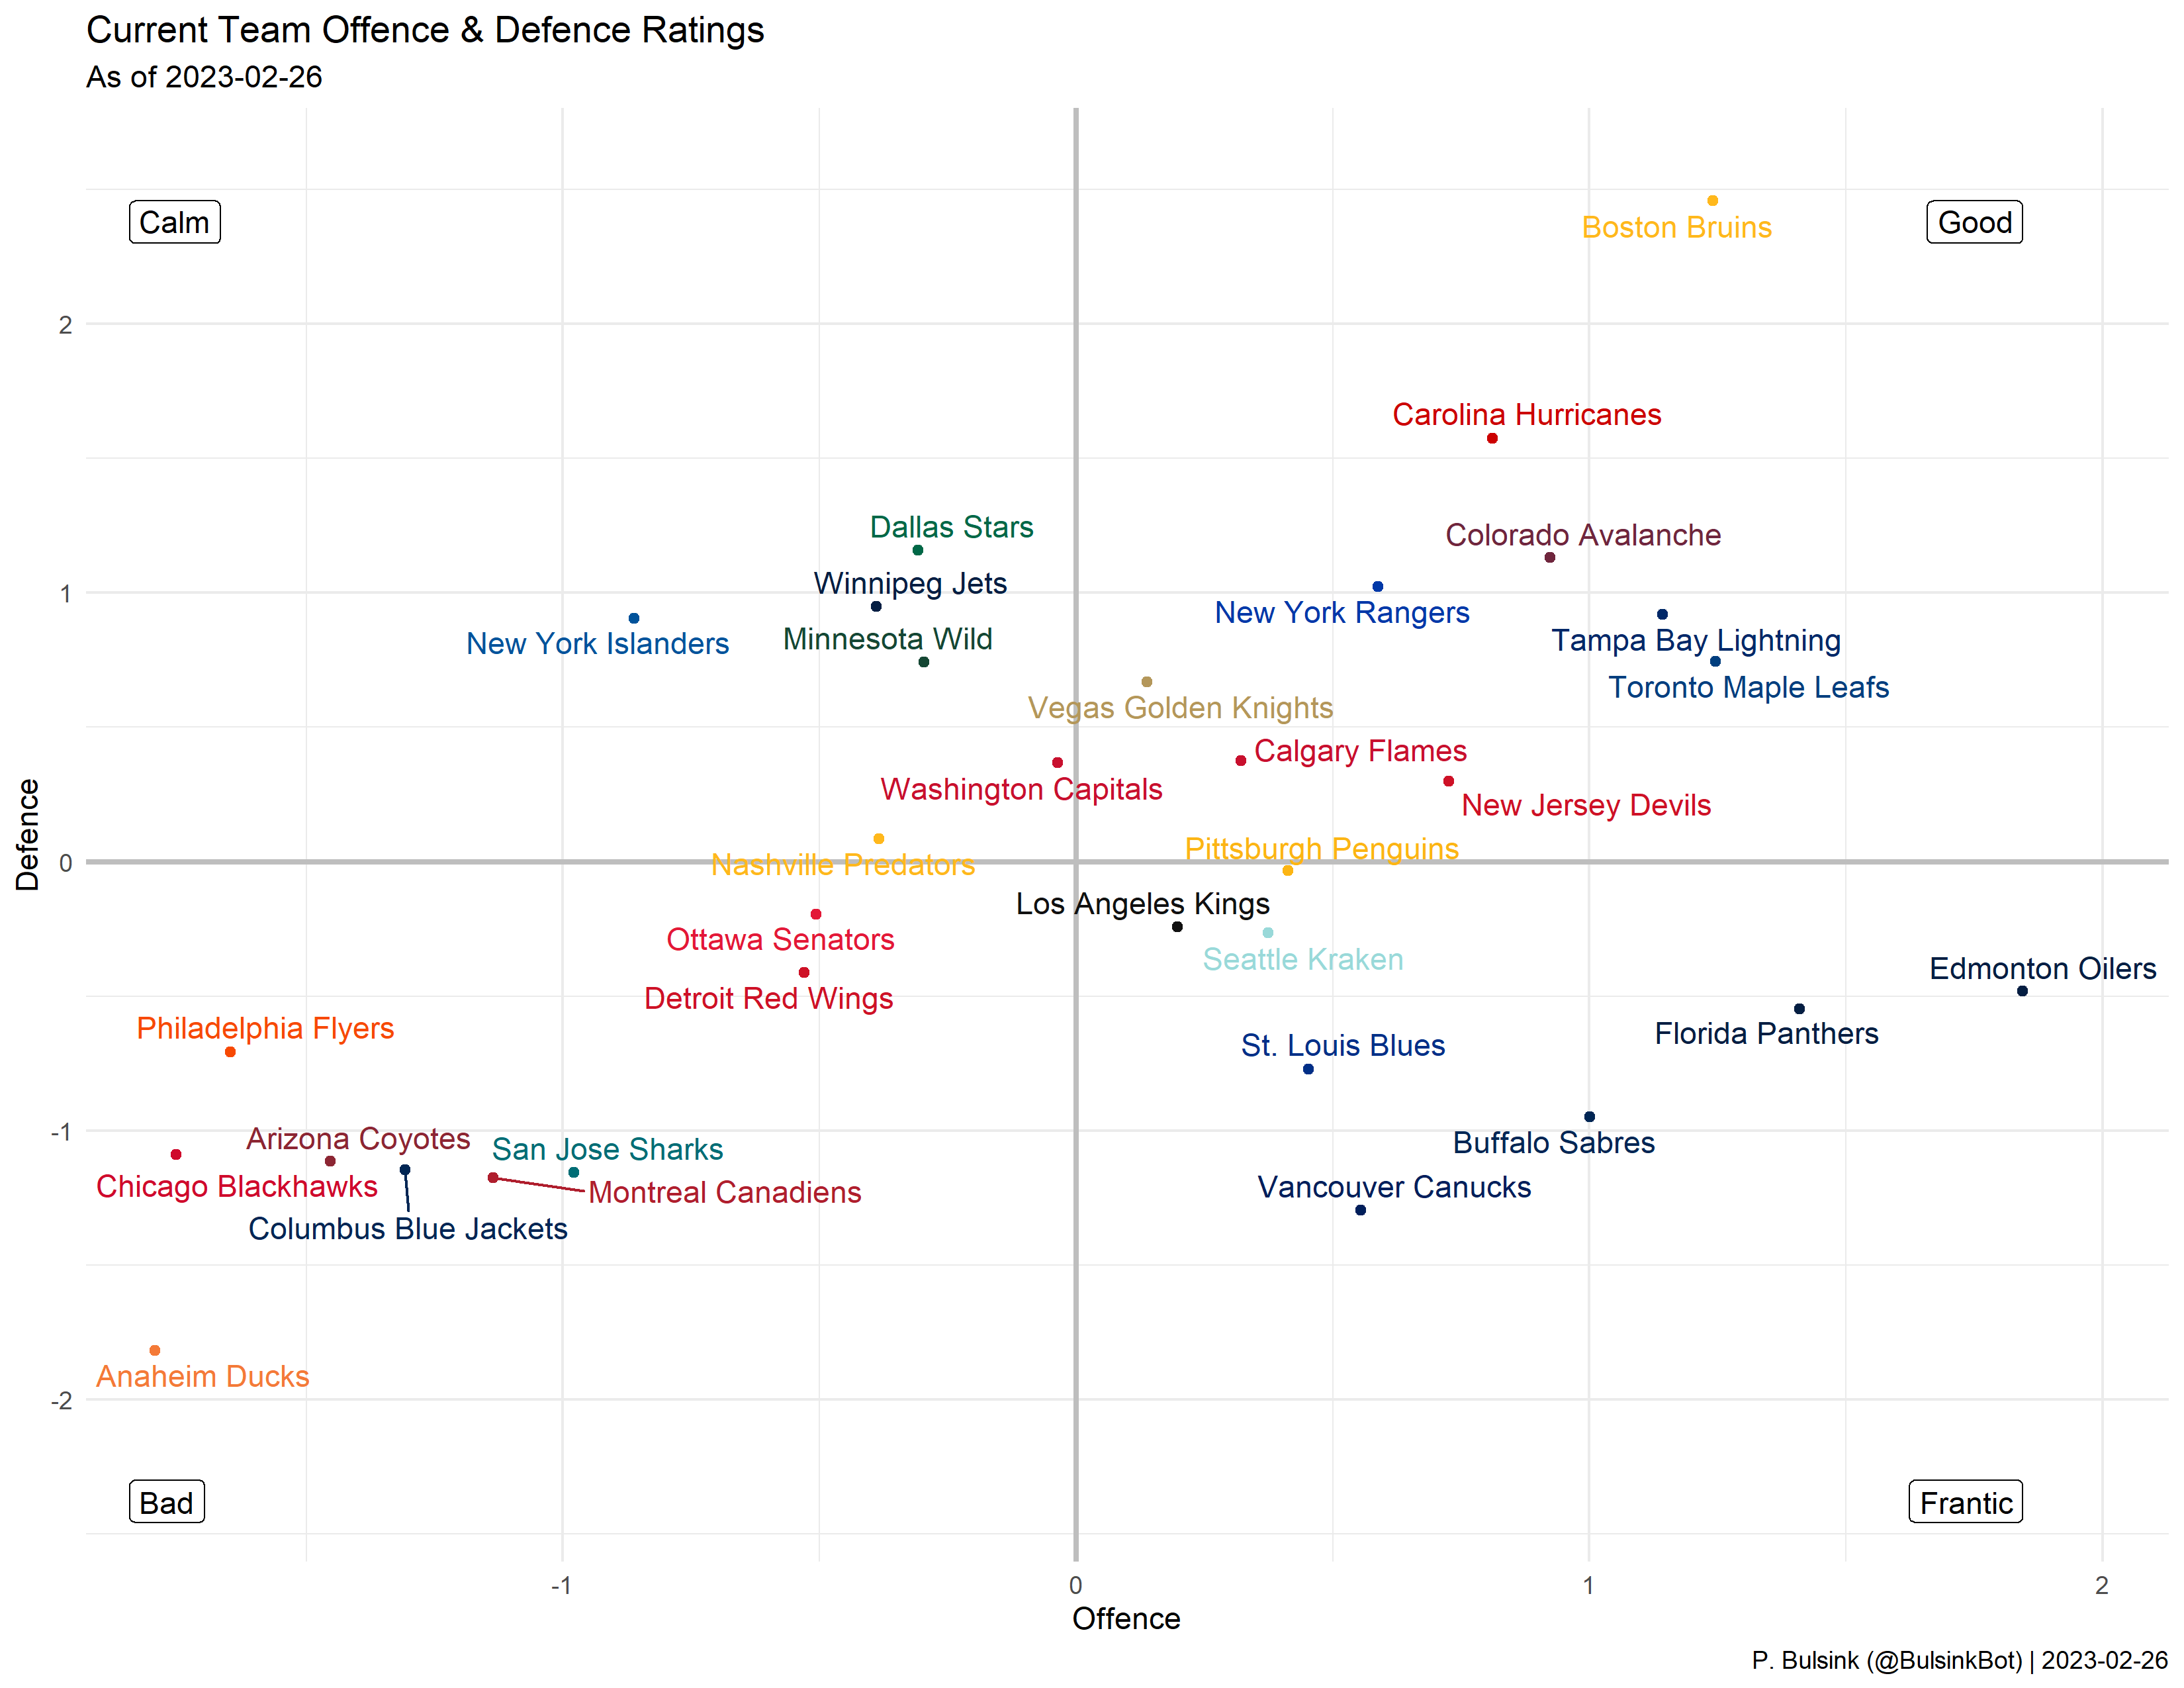 Current Team Offence & Defence Ratings
As of 2023-02-26
Calm
Good
Boston Bruins
2
Carolina Hurricanes
Dallas Stars
Colorado Avalanche
Winnipeg Jets
1
New York Rangers
New York Islanders
Minnesota Wild
Tampa Bay Lightning
Toronto Maple Leafs
Vegas Golden Knights
Calgary Flames
Washington Capitals
New Jersey Devils
Defence
Pittsburgh Penguins
0
Nashville Predators
Los Angeles Kings
Ottawa Senators
Seattle Kraken
Edmonton Oilers
Detroit Red Wings
Philadelphia Flyers
Florida Panthers
St. Louis Blues
-1
Arizona Coyotes
San Jose Sharks
Buffalo Sabres
Chicago Blackhawks
Montreal Canadiens
Vancouver Canucks
Columbus Blue Jackets
Anaheim Ducks
-2
Bad
Frantic
-1
0
1
2
Offence
P. Bulsink (@BulsinkBot) | 2023-02-26